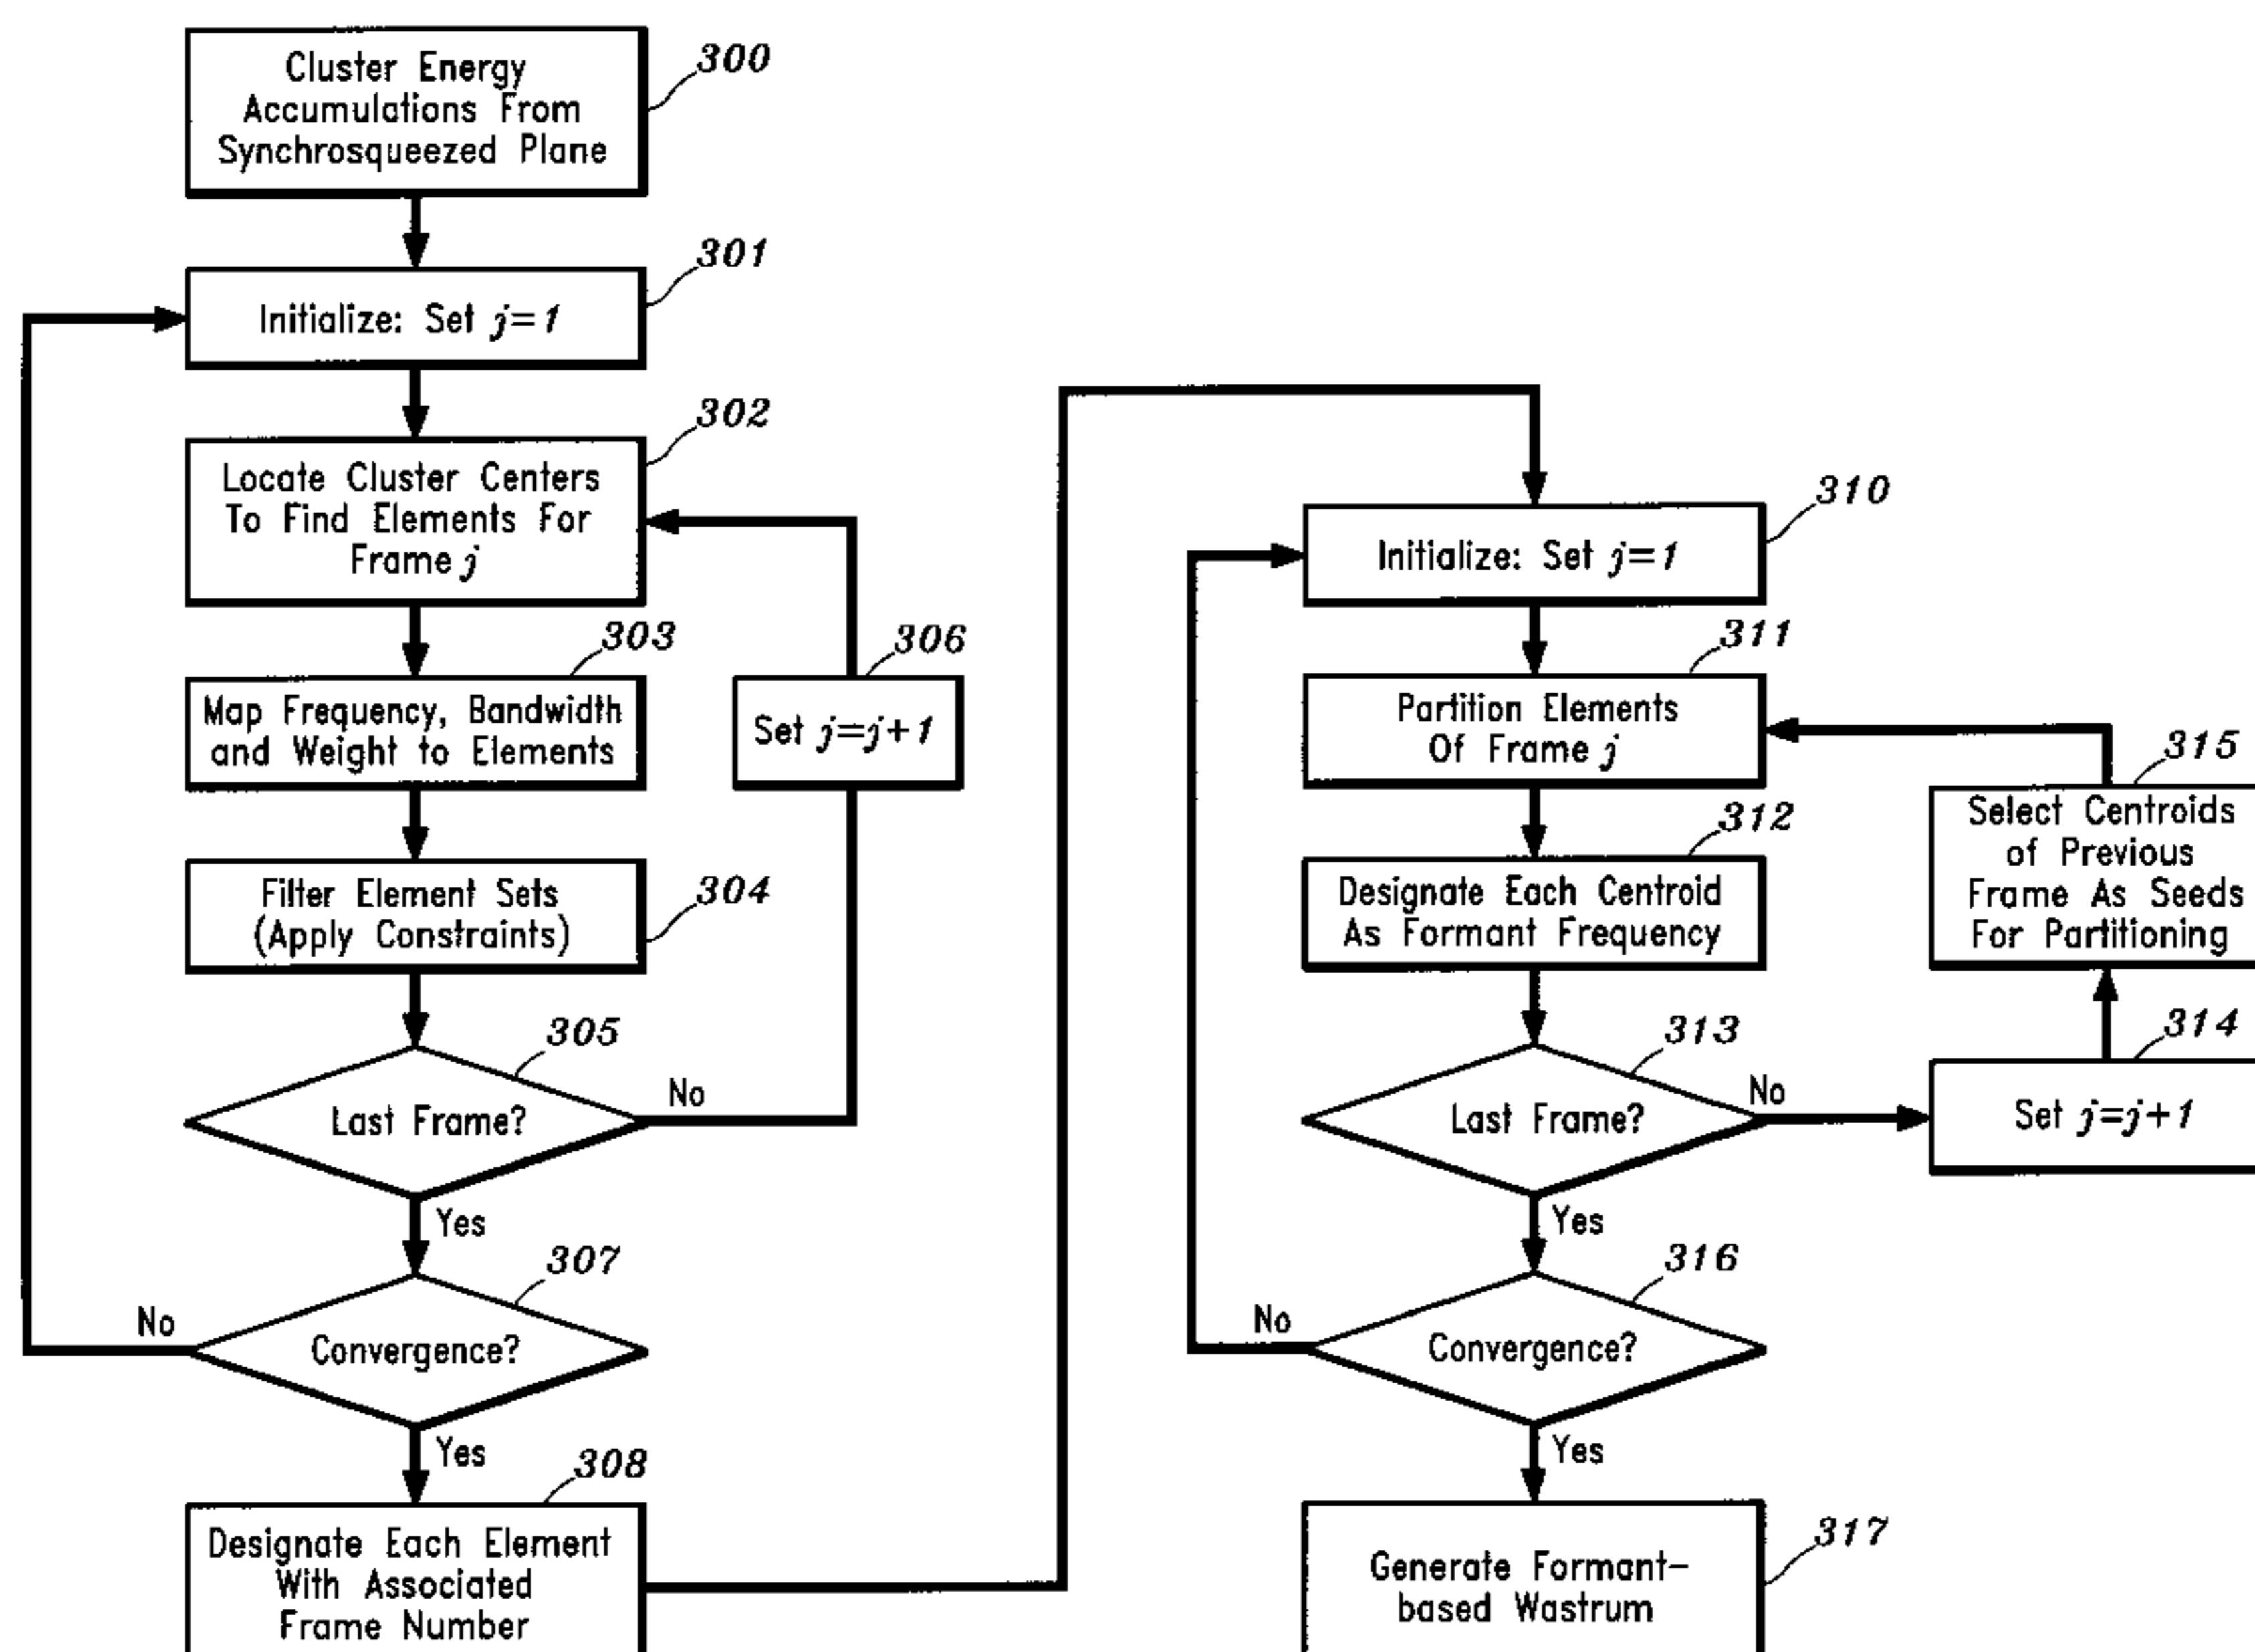 Cluster Energy
Accumulations From
Synchrosqueezed Plane
300
Initialize: Set j=1
301
Locate Cluster Centers
To Find Elements For
Frame j
302
Map Frequency, Bandwidth
and Weight to Elements
303
Filter Element Sets
(Apply Constraints)
304
Last Frame?
305
No
Set j=j+1
306
Yes
Convergence?
307
No
Yes
Designate Each Element
With Associated
Frame Number
308
Initialize: Set j=1
310
Partition Elements
Of Frame j
311
Designate Each Centroid
As Formant Frequency
312
Last Frame?
313
No
Set j=j+1
314
Select Centroids
of Previous
Frame As Seeds
For Partitioning
315
Yes
Convergence?
316
No
Yes
Generate Formant-
based Wastrum
317